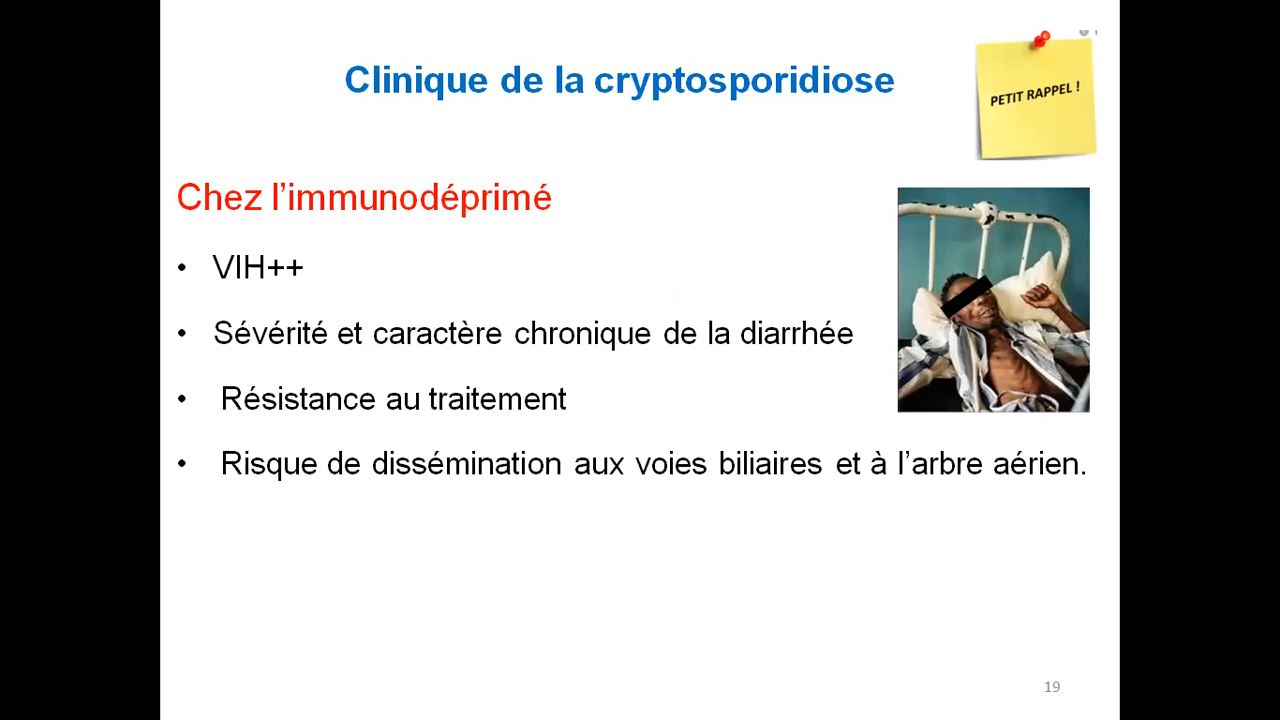 Clinique de la cryptosporidiose
PETIT RAPPEL !
Chez l’immunodéprimé
• VIH++
• Sévérité et caractère chronique de la diarrhée
• Résistance au traitement
• Risque de dissémination aux voies biliaires et à l’arbre aérien.
19